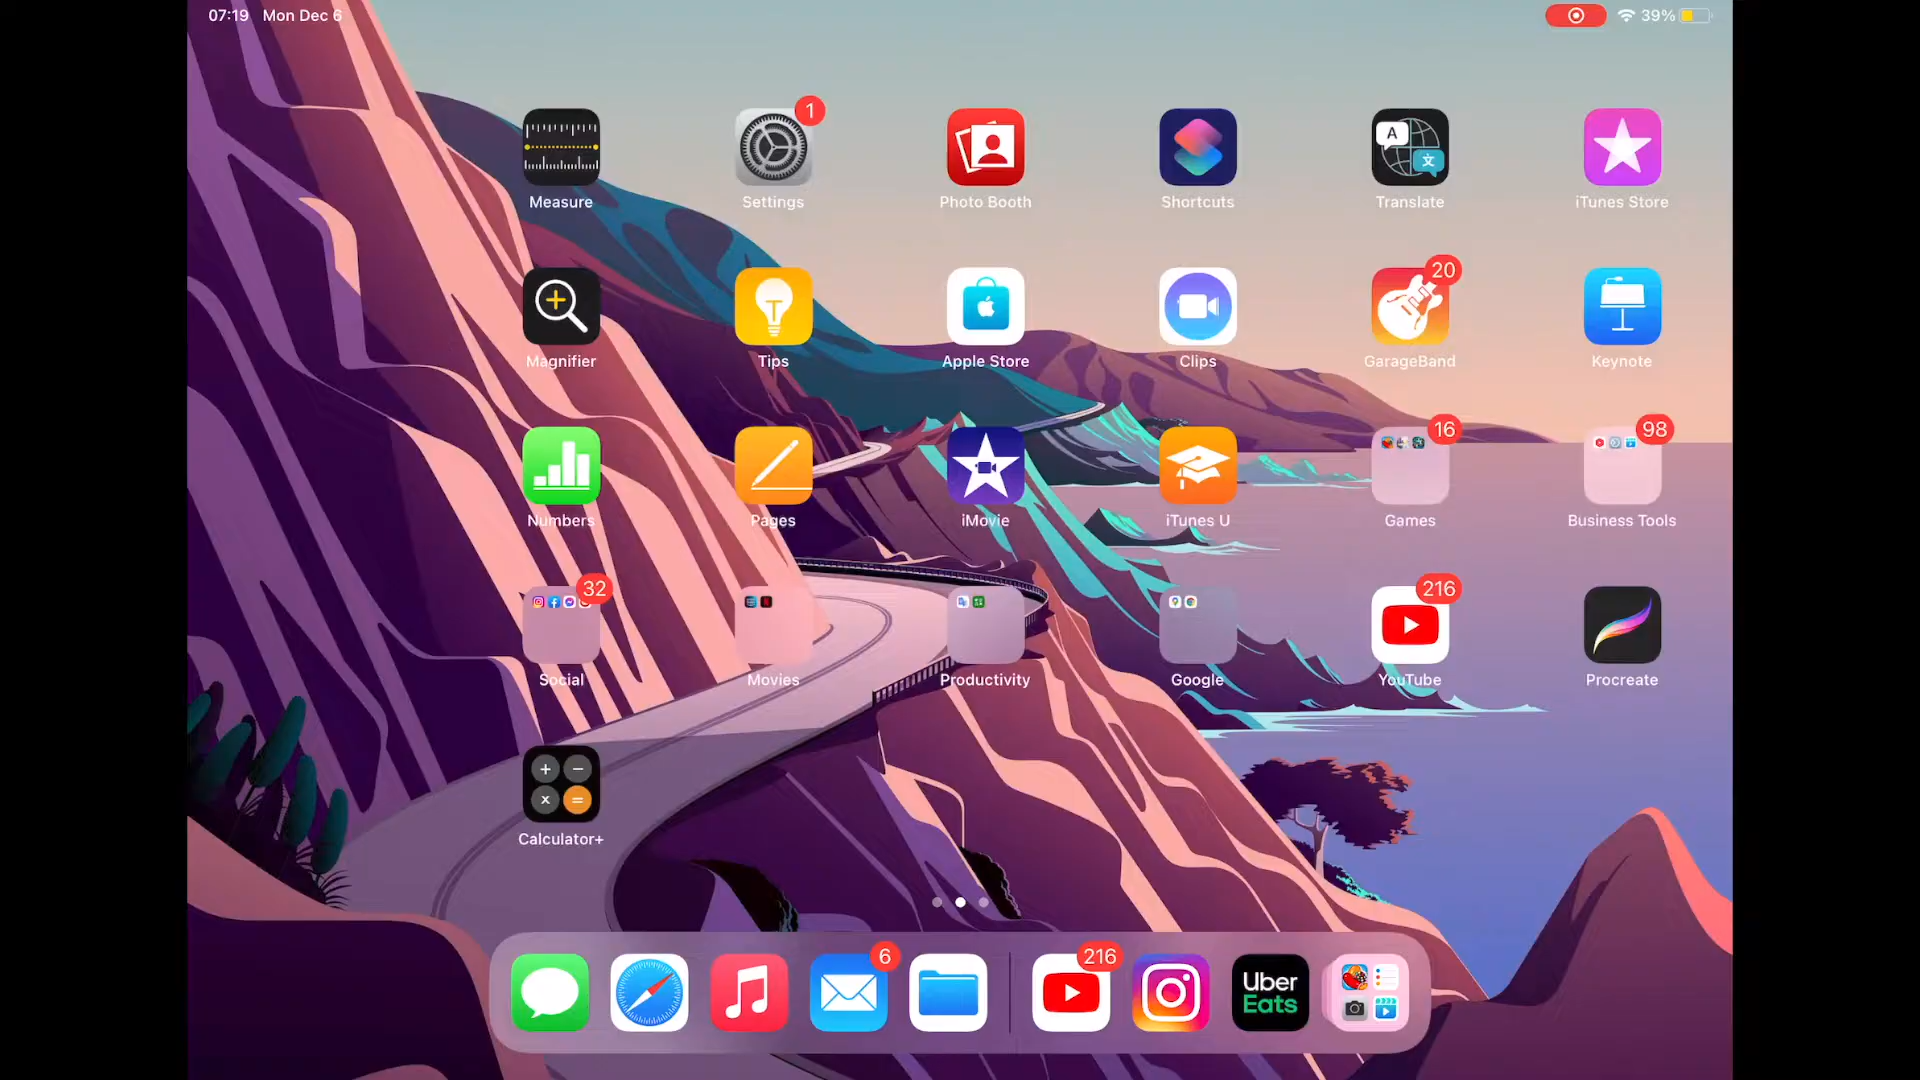 07:19 Mon Dec 6
39%
1
Measure Settings Photo Booth Shortcuts Translate iTunes Store
20
Magnifier Tips Apple Store Clips GarageBand Keynote
16 98
Numbers Pages iMovie iTunes U Games Business Tools
32 216
Social Movies Productivity Google YouTube Procreate
Calculator+
6 216
Uber
Eats